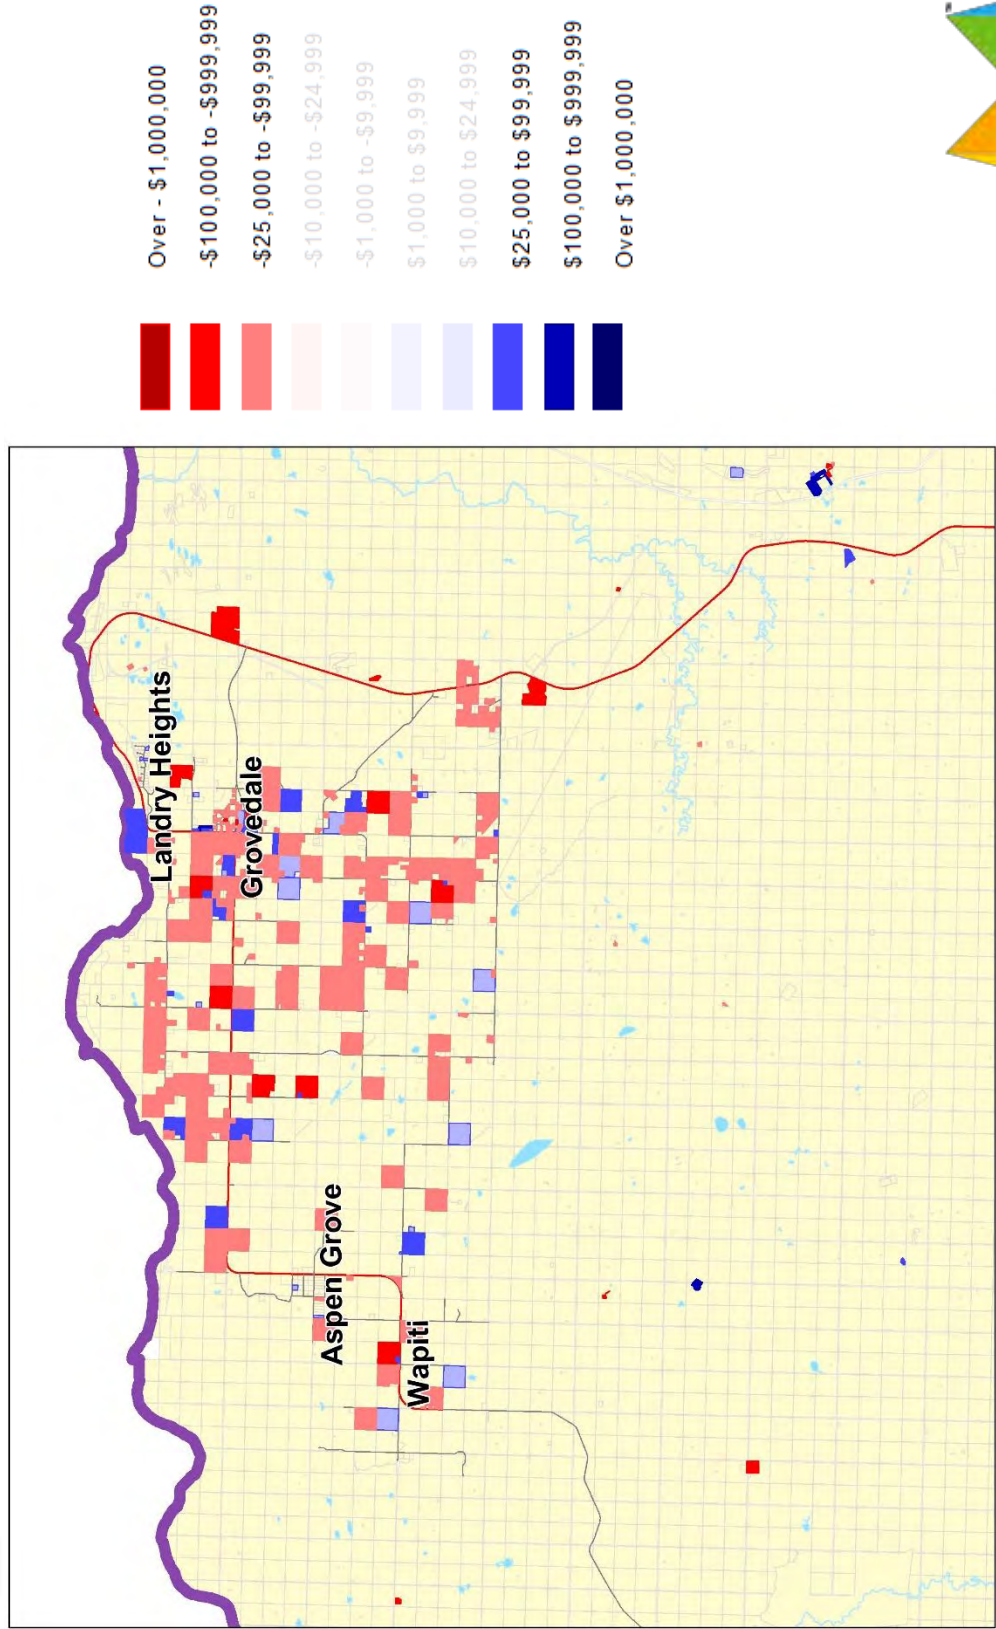 Landry Heights
Grovedale
Aspen Grove
Wapiti
Over - $1,000,000
-$100,000 to -$999,999
-$25,000 to -$99,999
-$10,000 to -$24,999
-$1,000 to -$9,999
$1,000 to $9,999
$10,000 to $24,999
$25,000 to $99,999
$100,000 to $999,999
Over $1,000,000